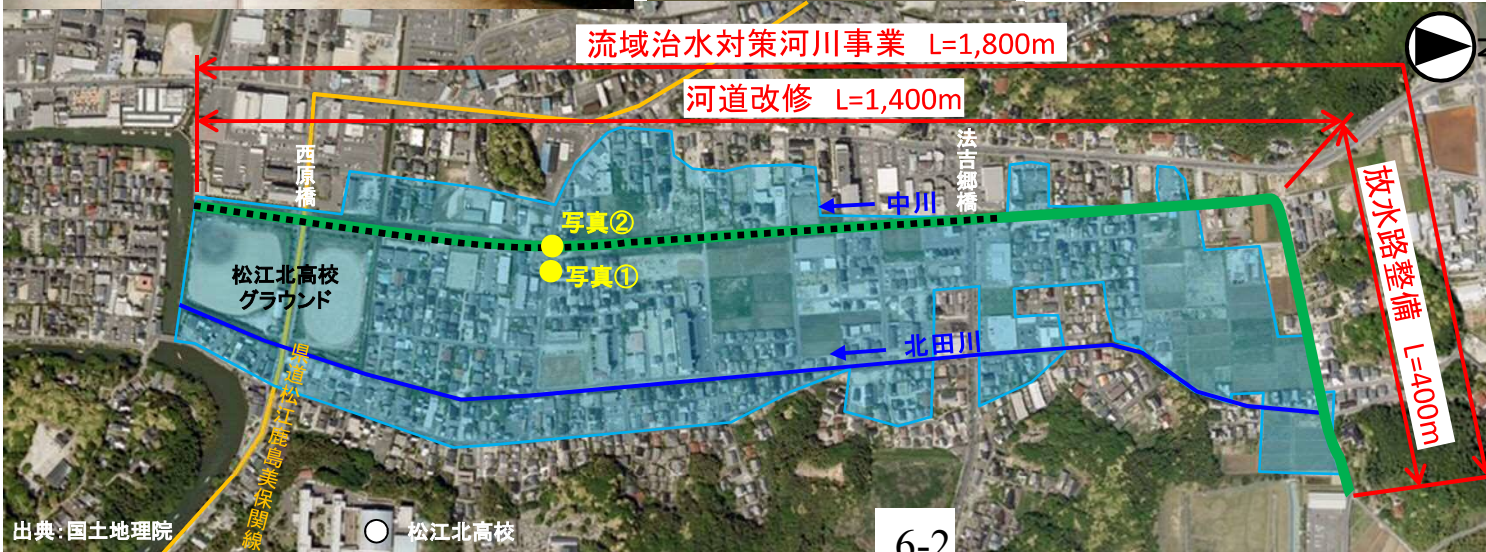 流域治水対策河川事業 L=1,800m
河道改修 L=1,400m
N
西原橋
法吉郷橋
中川
写真②
写真①
放水路整備 L=400m
松江北高校
グラウンド
北田川
県道松江鹿島美保関線
出典:国土地理院
松江北高校
6-2